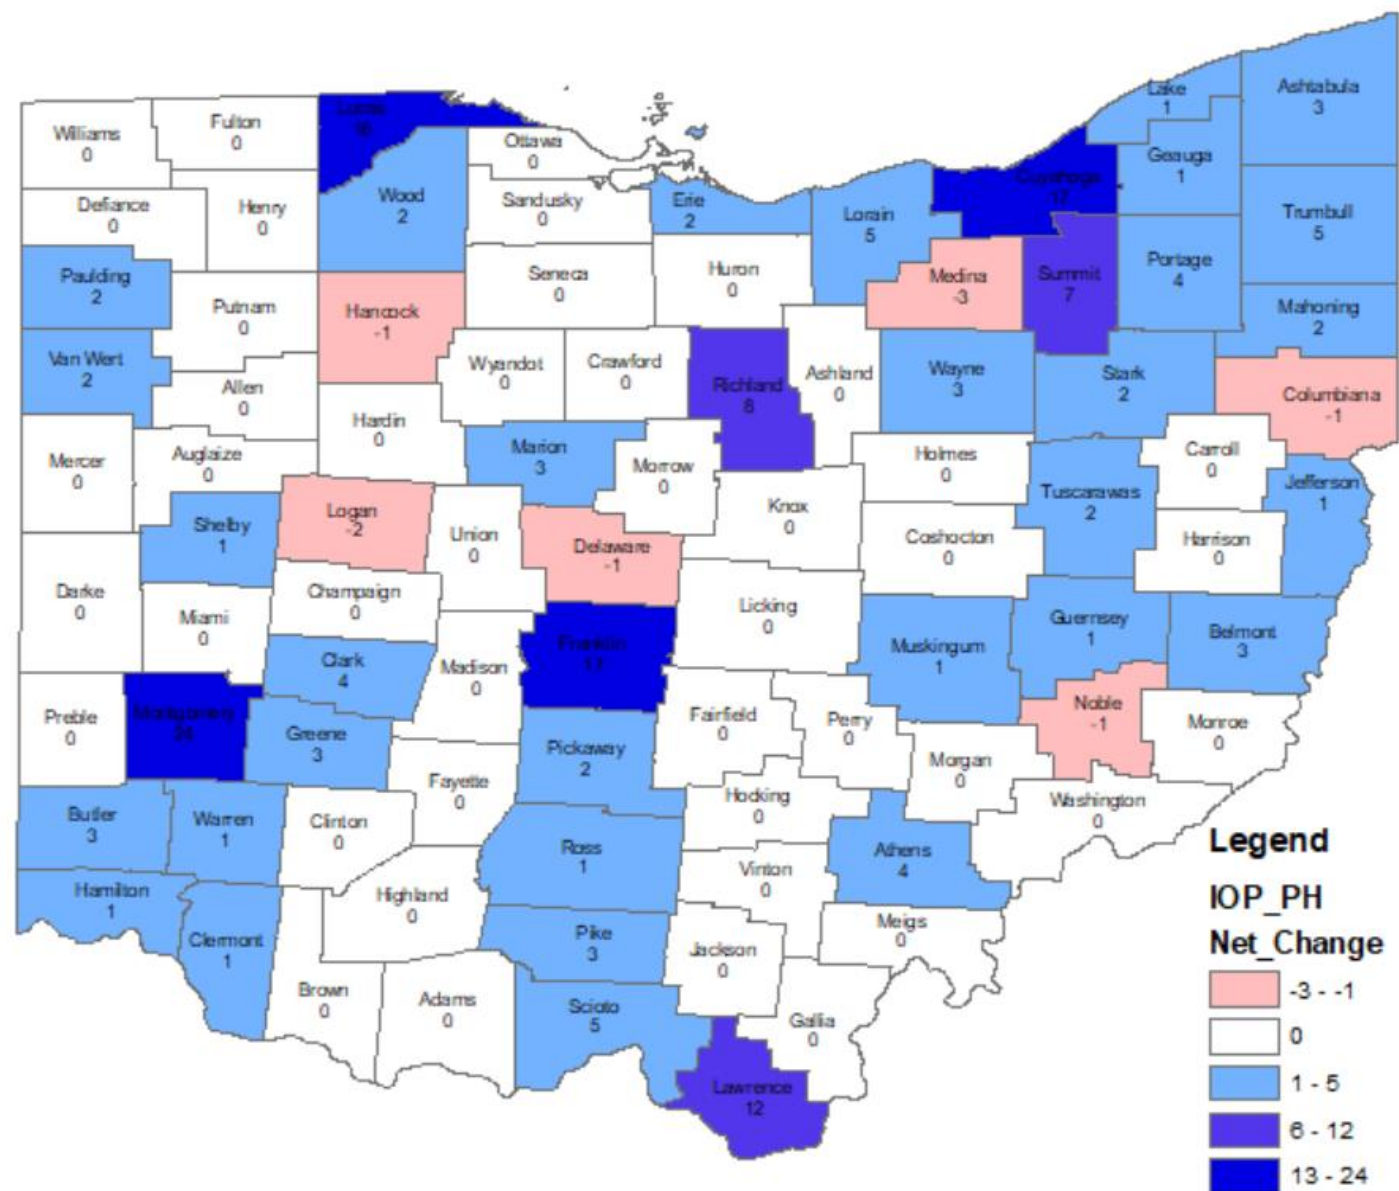 Williams
0
Fulton
0
Lucas
Ottawa
0
Lake
1
Ashtabula
3
Defiance
0
Henry
0
Wood
2
Sandusky
0
Erie
2
Lorain
5
Cuyahoga
17
Geauga
1
Trumbull
5
Paulding
2
Putnam
0
Hancock
-1
Seneca
0
Huron
0
Medina
-3
Summit
7
Portage
4
Mahoning
2
Van Wert
2
Allen
0
Wyandot
0
Crawford
0
Richland
8
Ashland
0
Wayne
3
Stark
2
Columbiana
-1
Mercer
0
Auglaize
0
Hardin
0
Marion
3
Morrow
0
Holmes
0
Carroll
0
Jefferson
1
Shelby
1
Logan
-2
Union
0
Delaware
-1
Knox
0
Coshocton
0
Tuscarawas
2
Harrison
0
Darke
0
Miami
0
Champaign
0
Licking
0
Clark
4
Madison
0
Franklin
17
Muskingum
1
Guernsey
1
Belmont
3
Preble
0
Montgomery
24
Greene
3
Pickaway
2
Fairfield
0
Perry
0
Noble
-1
Monroe
0
Fayette
0
Hocking
0
Morgan
0
Washington
0
Butler
3
Warren
1
Clinton
0
Ross
1
Vinton
0
Athens
4
Hamilton
1
Clermont
1
Highland
0
Pike
3
Jackson
0
Meigs
0
Brown
0
Adams
0
Scioto
5
Gallia
0
Lawrence
12
Legend
IOP_PH
Net_Change
-3 - -1
0
1 - 5
6 - 12
13 - 24